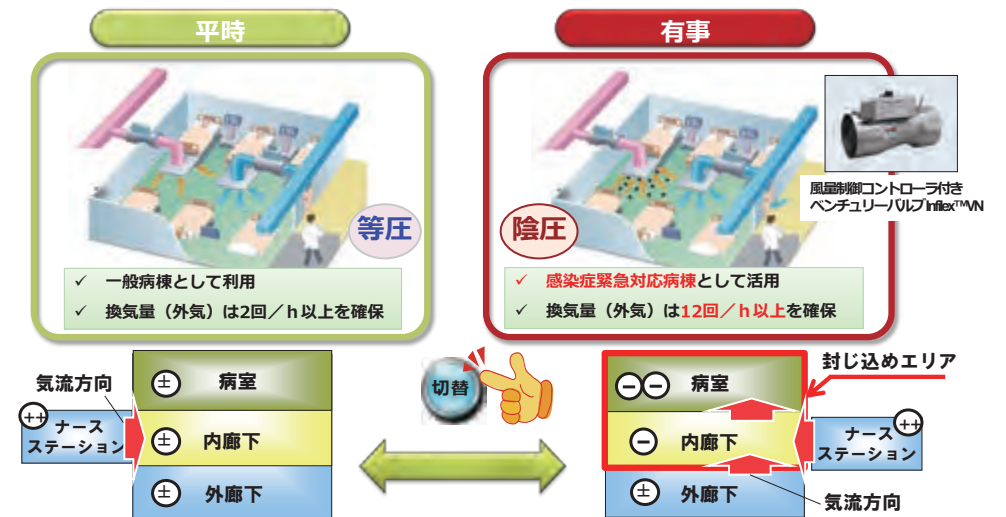 平時
有事
風量制御コントローラ付き
ベンチュリーバルブInflex™VN
等圧
陰圧
✓ 一般病棟として利用
✓ 換気量（外気）は2回／h以上を確保
✓ 感染症緊急対応病棟として活用
✓ 換気量（外気）は12回／h以上を確保
気流方向
++
ナース
ステーション
± 病室
± 内廊下
± 外廊下
切替
封じ込めエリア
−− 病室
− 内廊下
± 外廊下
++
ナース
ステーション
気流方向